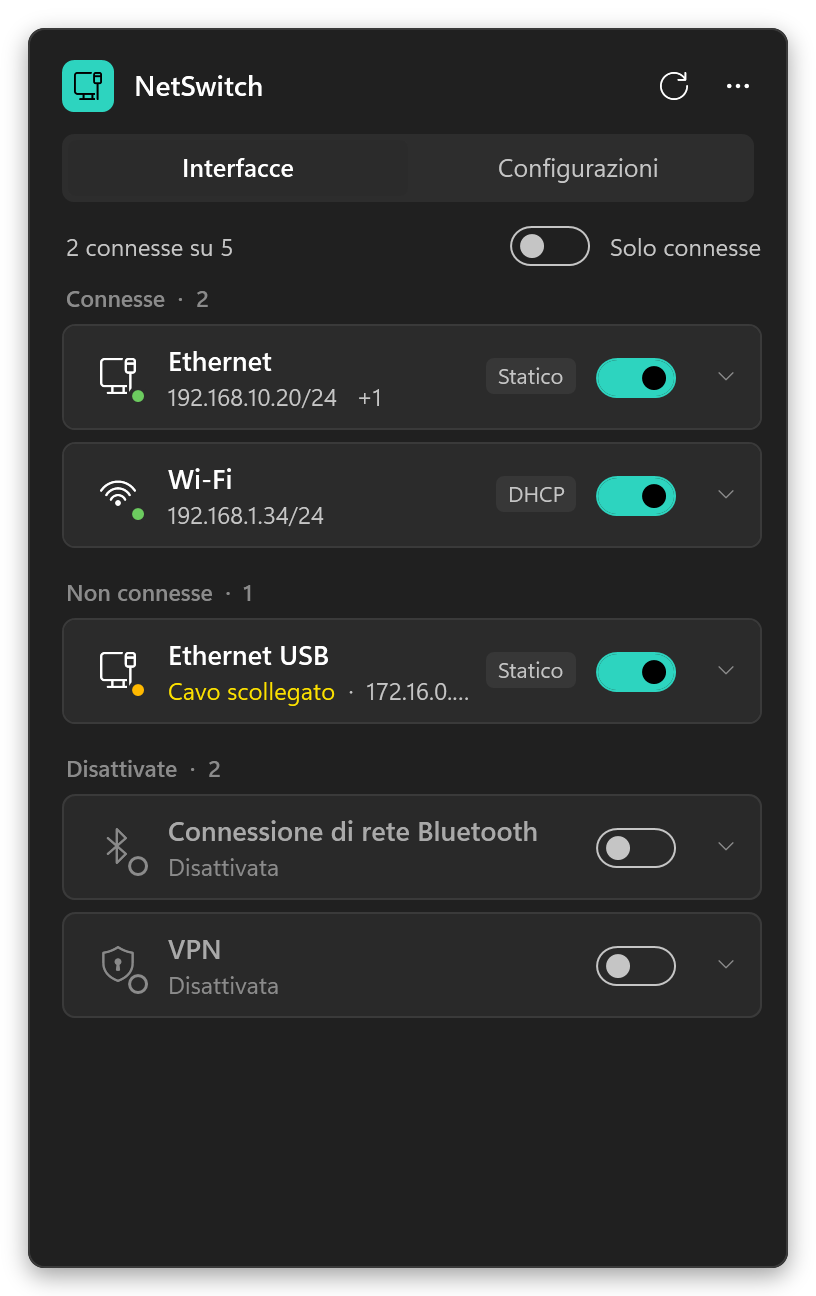 NetSwitch
Interfacce Configurazioni
2 connesse su 5 Solo connesse
Connesse · 2
Ethernet
192.168.10.20/24 +1
Statico
Wi-Fi
192.168.1.34/24
DHCP
Non connesse · 1
Ethernet USB
Cavo scollegato · 172.16.0....
Statico
Disattivate · 2
Connessione di rete Bluetooth
Disattivata
VPN
Disattivata